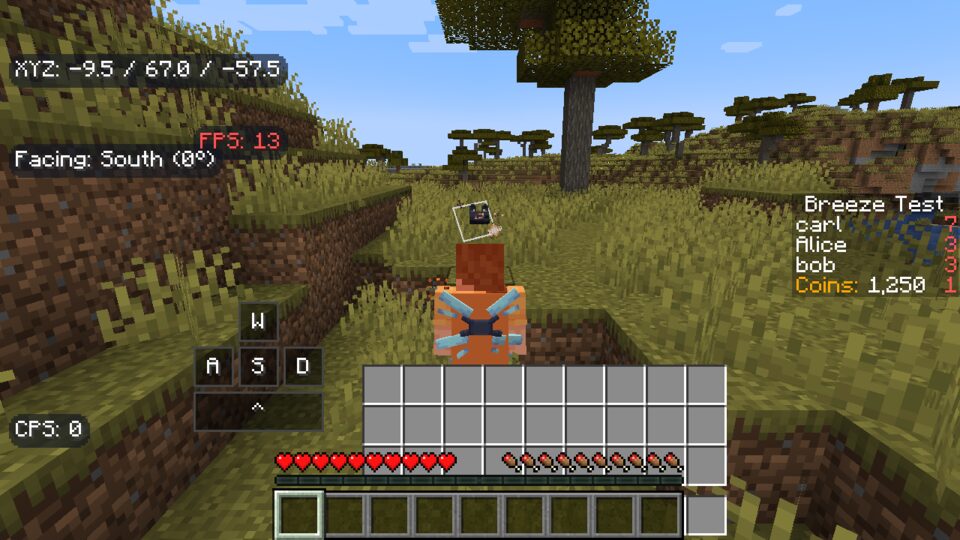 XYZ: -9.5 / 67.0 / -57.5
FPS: 13
Facing: South (0°)
Breeze Test
carl 7
Alice 3
bob 3
Coins: 1,250 1
W
A S D
^
CPS: 0